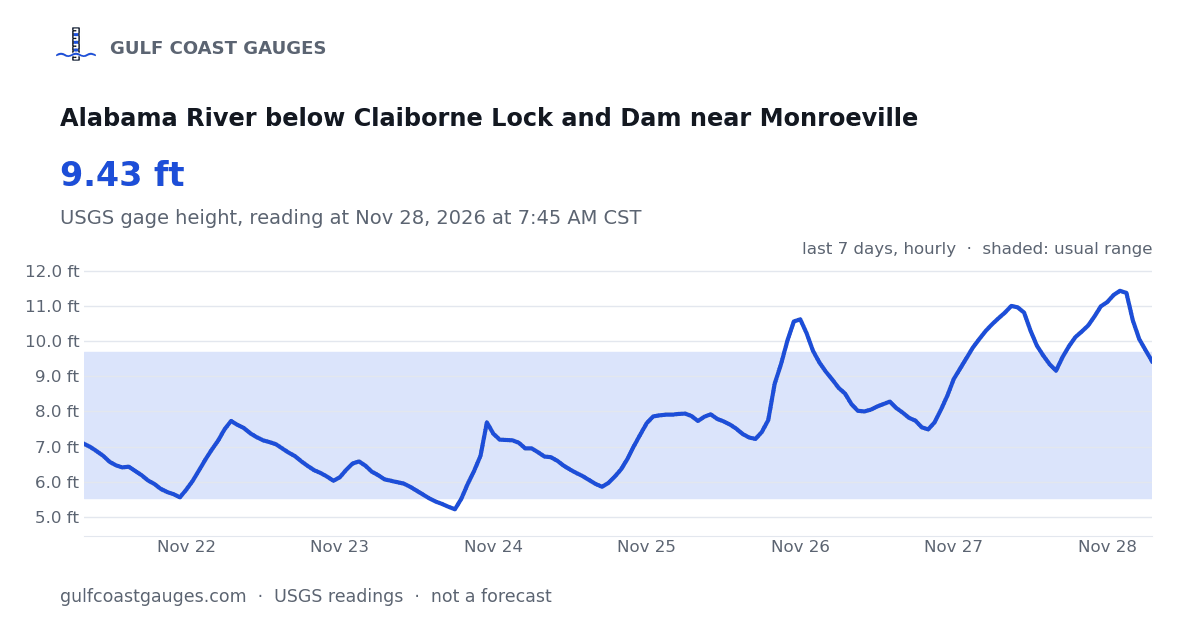 GULF COAST GAUGES
Alabama River below Claiborne Lock and Dam near Monroeville
9.43 ft
USGS gage height, reading at Nov 28, 2026 at 7:45 AM CST
last 7 days, hourly · shaded: usual range
12.0 ft
11.0 ft
10.0 ft
9.0 ft
8.0 ft
7.0 ft
6.0 ft
5.0 ft
Nov 22 Nov 23 Nov 24 Nov 25 Nov 26 Nov 27 Nov 28
gulfcoastgauges.com · USGS readings · not a forecast